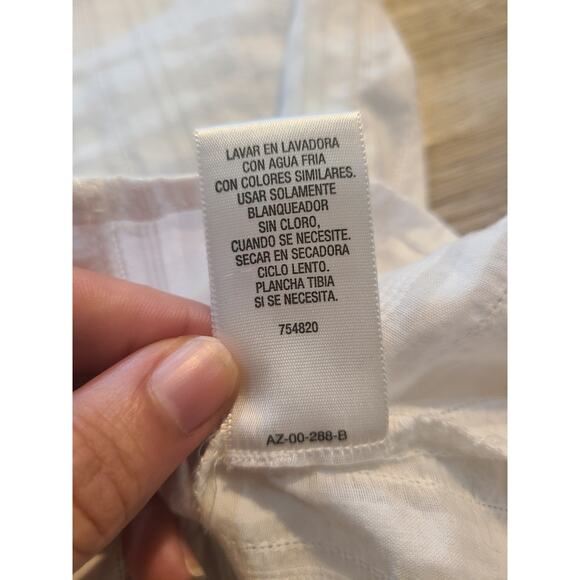 LAVAR EN LAVADORA
CON AGUA FRIA
CON COLORES SIMILARES.
USAR SOLAMENTE
BLANQUEADOR
SIN CLORO,
CUANDO SE NECESITE.
SECAR EN SECADORA
CICLO LENTO.
PLANCHA TIBIA
SI SE NECESITA.
754820
AZ-00-288-B